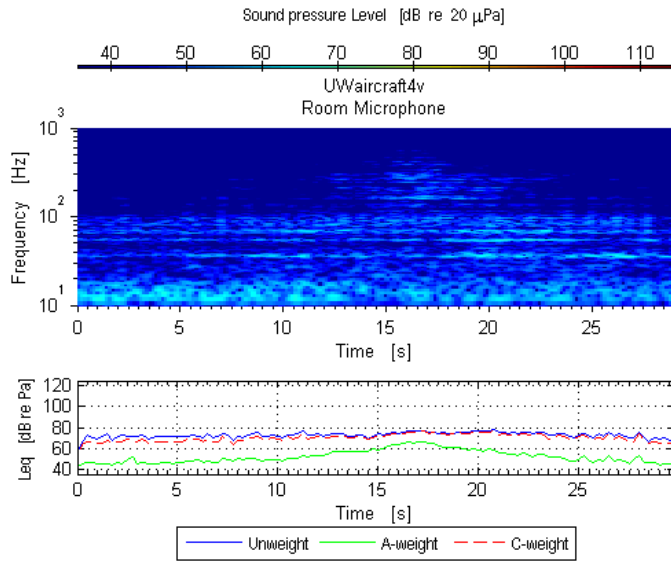 Sound pressure Level [dB re 20 μPa]
40 50 60 70 80 90 100 110
UWaircraft4v
Room Microphone
10^3
10^2
10^1
Frequency [Hz]
0 5 10 15 20 25
Time [s]
120
100
80
60
40
Leq [dB re Pa]
0 5 10 15 20 25
Time [s]
Unweight A-weight C-weight